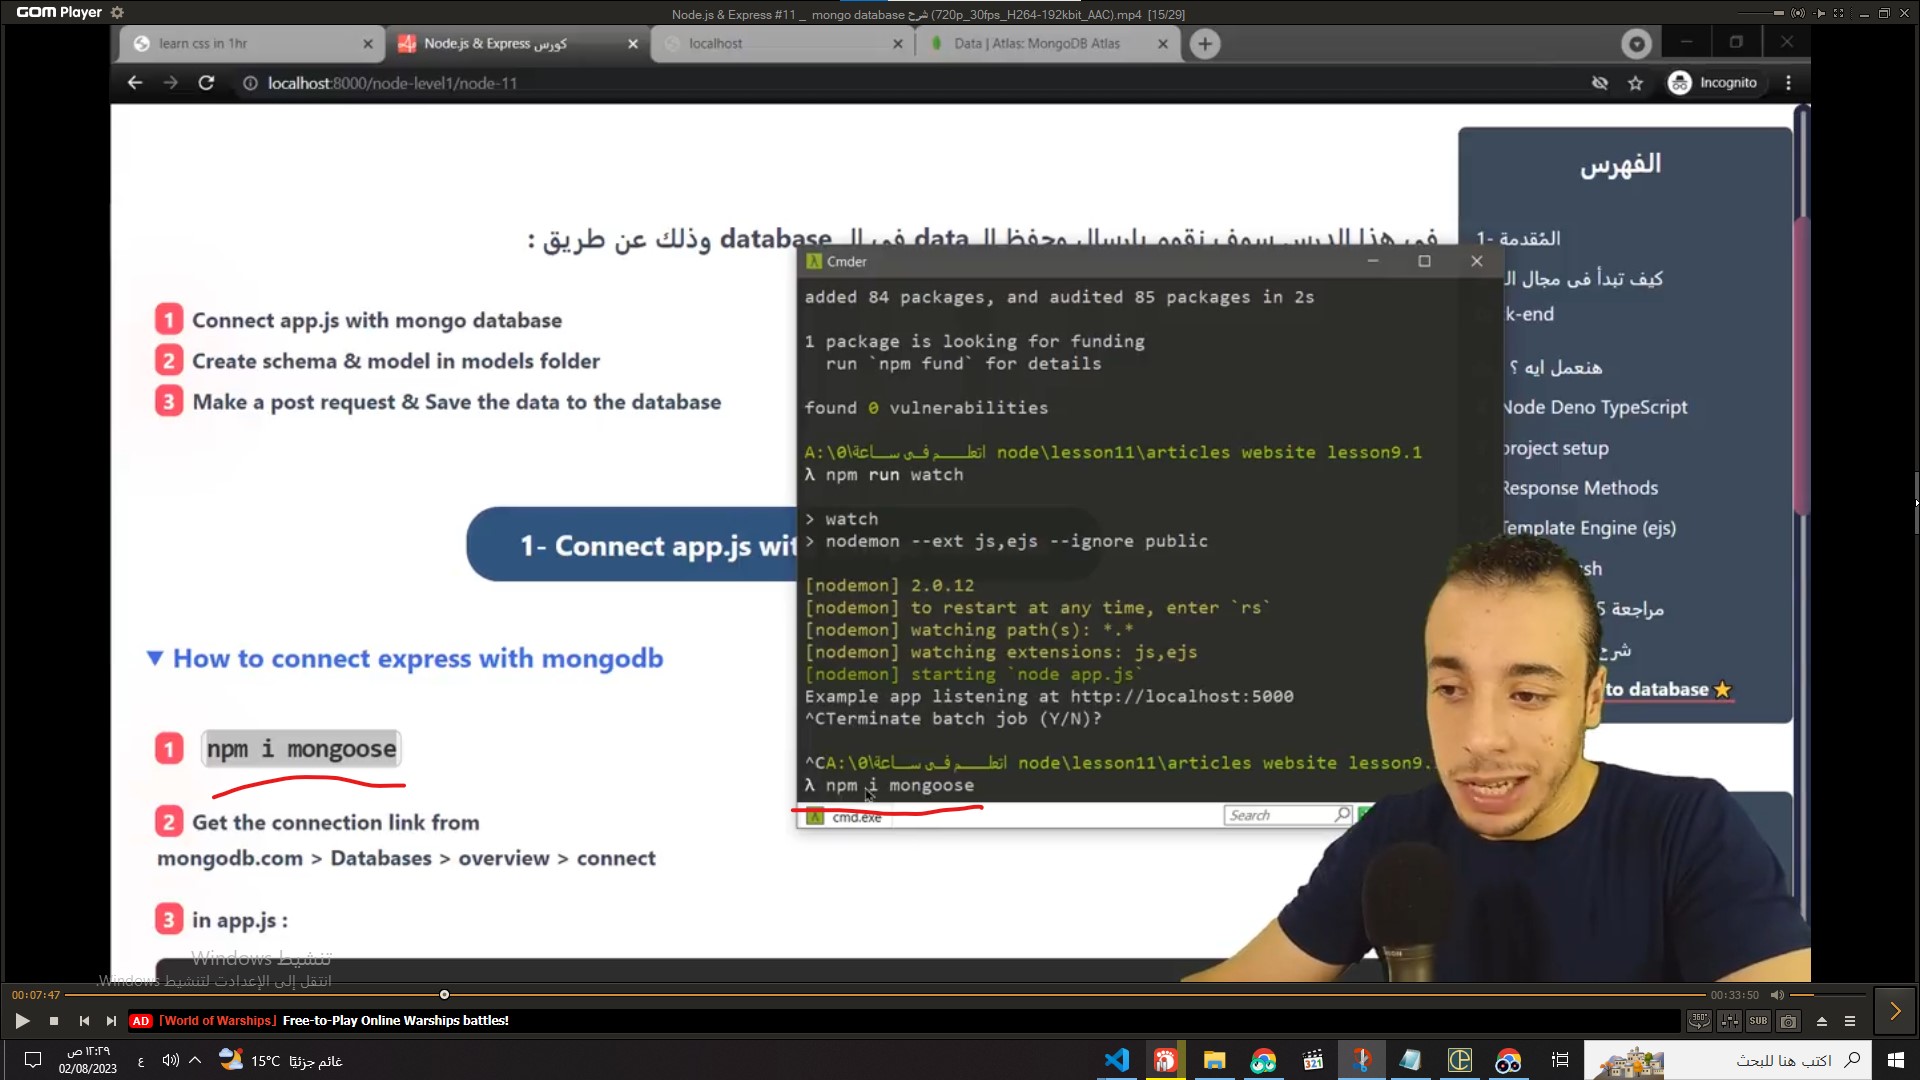 GOM Player
Node.js & Express #11 _ mongo database شرح (720p_30fps_H264-192kbit_AAC).mp4 [15/29]
learn css in 1hr
Node.js & Express كورس
localhost
Data | Atlas: MongoDB Atlas
localhost:8000/node-level1/node-11
Incognito
في هذا الدرس سوف نقوم بإرسال وحفظ ال data في ال database وذلك عن طريق :
1 Connect app.js with mongo database
2 Create schema & model in models folder
3 Make a post request & Save the data to the database
1- Connect app.js wit
▼ How to connect express with mongodb
1 npm i mongoose
2 Get the connection link from
mongodb.com > Databases > overview > connect
3 in app.js :
Cmder
added 84 packages, and audited 85 packages in 2s
1 package is looking for funding
run `npm fund` for details
found 0 vulnerabilities
A:\0\اتعلم في ساعة node\lesson11\articles website lesson9.1
λ npm run watch
> watch
> nodemon --ext js,ejs --ignore public
[nodemon] 2.0.12
[nodemon] to restart at any time, enter `rs`
[nodemon] watching path(s): *.*
[nodemon] watching extensions: js,ejs
[nodemon] starting `node app.js`
Example app listening at http://localhost:5000
^CTerminate batch job (Y/N)?
^CA:\0\اتعلم في ساعة node\lesson11\articles website lesson9.
λ npm i mongoose
cmd.exe
Search
الفهرس
1- المقدمة
كيف تبدأ فى مجال ال
k-end
هنعمل ايه ؟
Node Deno TypeScript
project setup
Response Methods
Template Engine (ejs)
sh
مراجعة 5
شرح
to database
تنشيط Windows
انتقل إلى الإعدادات لتنشيط Windows.
00:07:47
00:33:50
AD [World of Warships] Free-to-Play Online Warships battles!
360°
SUB
١٢:٢٩ ص
02/08/2023
ع
15°C غائم جزئيًا
321
اكتب هنا للبحث